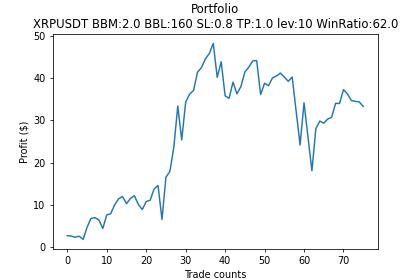 Portfolio
XRPUSDT BBM:2.0 BBL:160 SL:0.8 TP:1.0 lev:10 WinRatio:62.0
50
40
30
20
10
0
Profit ($)
0 10 20 30 40 50 60 70
Trade counts